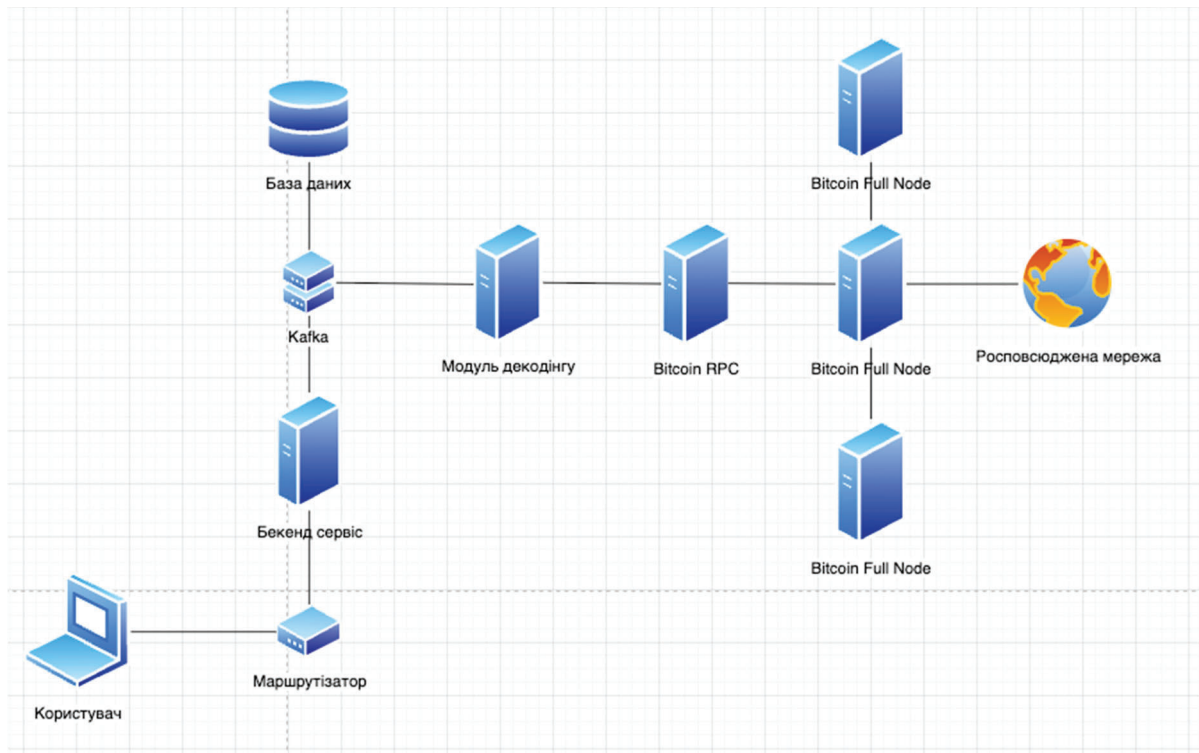 База даних
Bitcoin Full Node
Kafka
Модуль декодінгу
Bitcoin RPC
Bitcoin Full Node
Росповсюджена мережа
Бекенд сервіс
Bitcoin Full Node
Маршрутізатор
Користувач